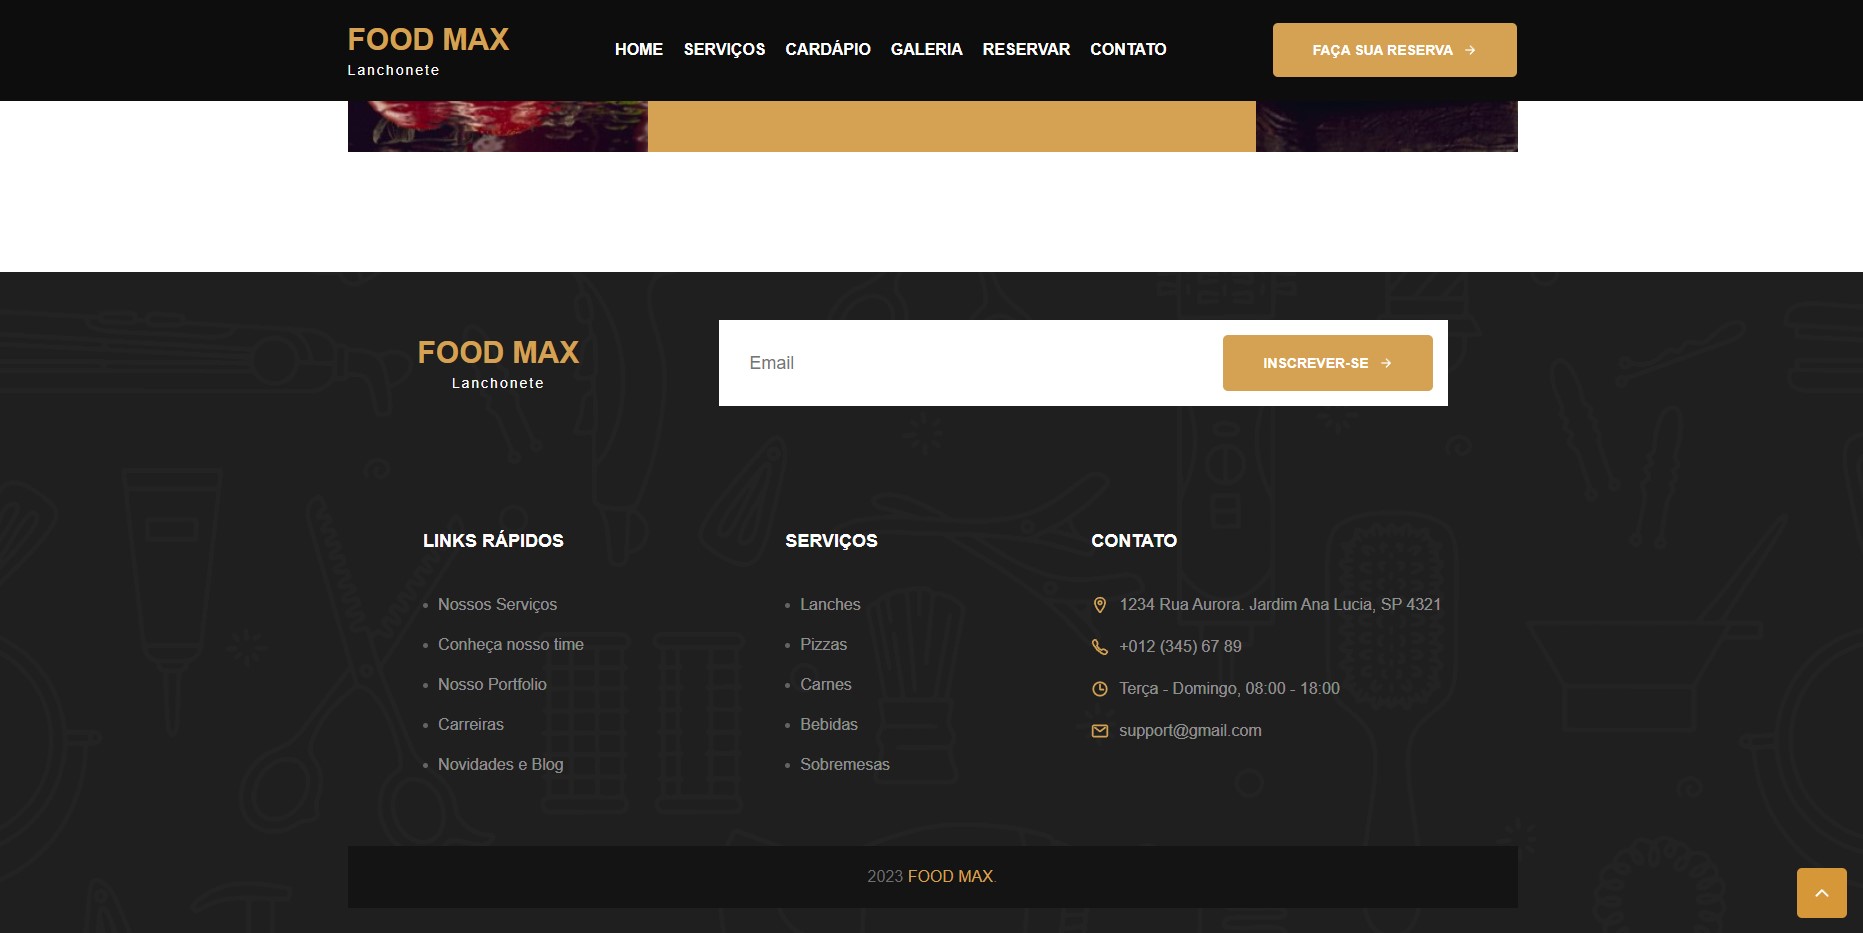 FOOD MAX
Lanchonete
HOME SERVIÇOS CARDÁPIO GALERIA RESERVAR CONTATO
FAÇA SUA RESERVA
FOOD MAX
Lanchonete
Email
INSCREVER-SE
LINKS RÁPIDOS
Nossos Serviços
Conheça nosso time
Nosso Portfolio
Carreiras
Novidades e Blog
SERVIÇOS
Lanches
Pizzas
Carnes
Bebidas
Sobremesas
CONTATO
1234 Rua Aurora. Jardim Ana Lucia, SP 4321
+012 (345) 67 89
Terça - Domingo, 08:00 - 18:00
support@gmail.com
2023 FOOD MAX.